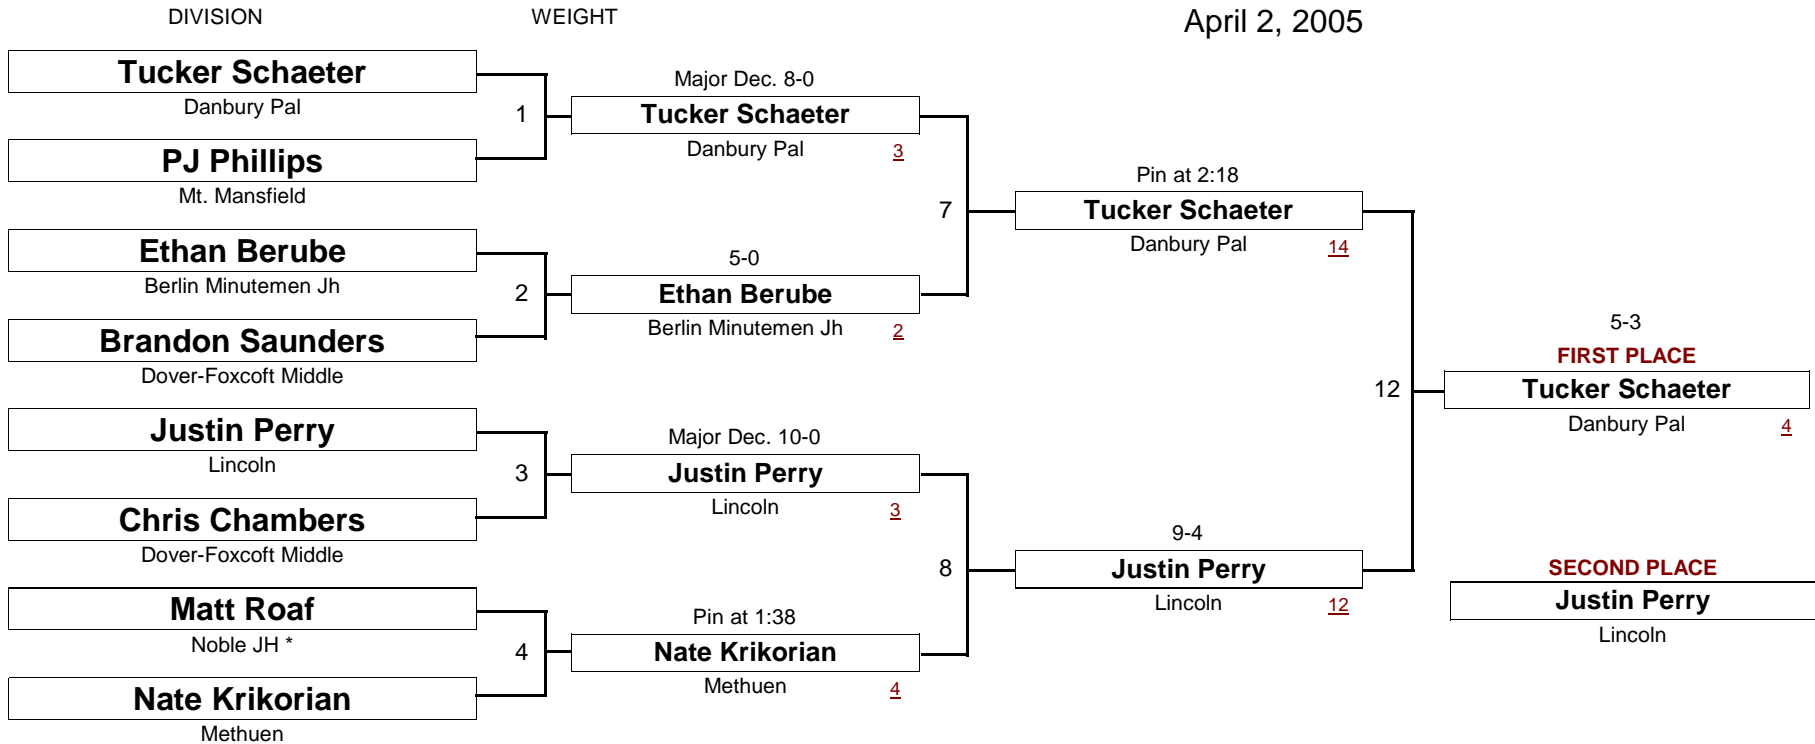 DIVISION
WEIGHT
April 2, 2005
Tucker Schaeter
Danbury Pal
1
PJ Phillips
Mt. Mansfield
Ethan Berube
Berlin Minutemen Jh
2
Brandon Saunders
Dover-Foxcoft Middle
Justin Perry
Lincoln
3
Chris Chambers
Dover-Foxcoft Middle
Matt Roaf
Noble JH *
4
Nate Krikorian
Methuen
Major Dec. 8-0
Tucker Schaeter
Danbury Pal
3
7
5-0
Ethan Berube
Berlin Minutemen Jh
2
Major Dec. 10-0
Justin Perry
Lincoln
3
8
Pin at 1:38
Nate Krikorian
Methuen
4
Pin at 2:18
Tucker Schaeter
Danbury Pal
14
12
9-4
Justin Perry
Lincoln
12
5-3
FIRST PLACE
Tucker Schaeter
Danbury Pal
4
SECOND PLACE
Justin Perry
Lincoln